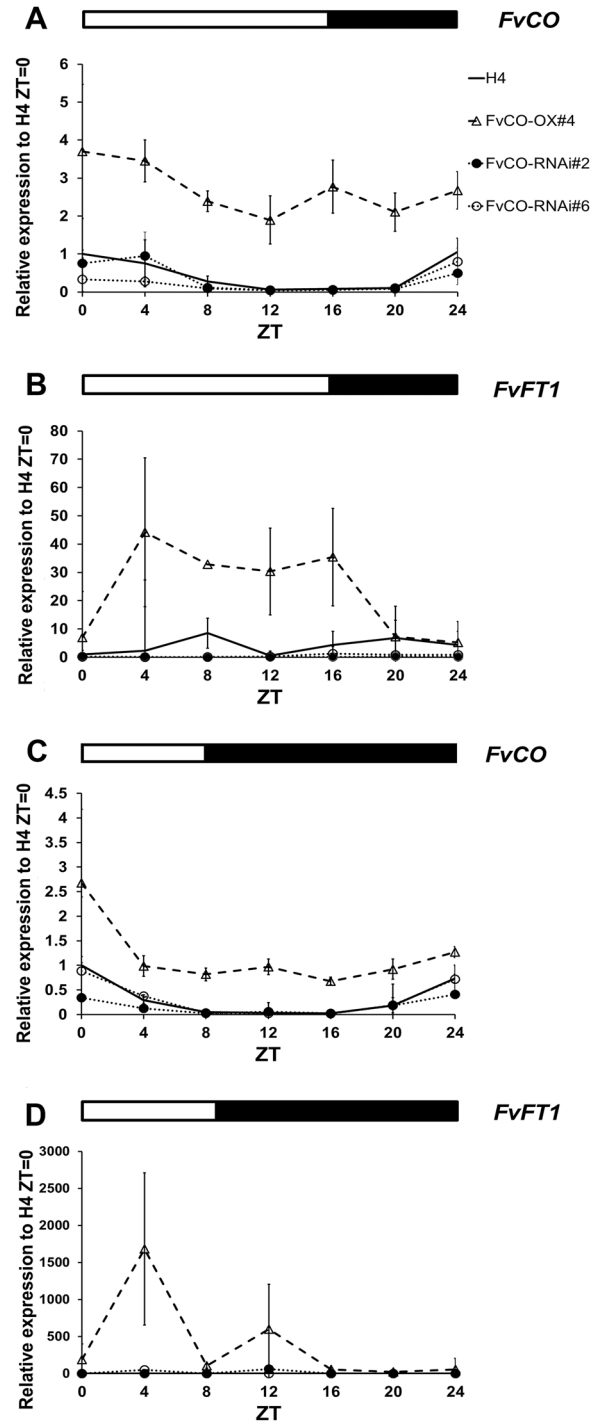 A
FvCO
Relative expression to H4 ZT=0
6
5
4
3
2
1
0
0 4 8 12 16 20 24
ZT
H4
FvCO-OX#4
FvCO-RNAi#2
FvCO-RNAi#6
B
FvFT1
Relative expression to H4 ZT=0
80
70
60
50
40
30
20
10
0
0 4 8 12 16 20 24
ZT
C
FvCO
Relative expression to H4 ZT=0
4.5
4
3.5
3
2.5
2
1.5
1
0.5
0
0 4 8 12 16 20 24
ZT
D
FvFT1
Relative expression to H4 ZT=0
3000
2500
2000
1500
1000
500
0
0 4 8 12 16 20 24
ZT